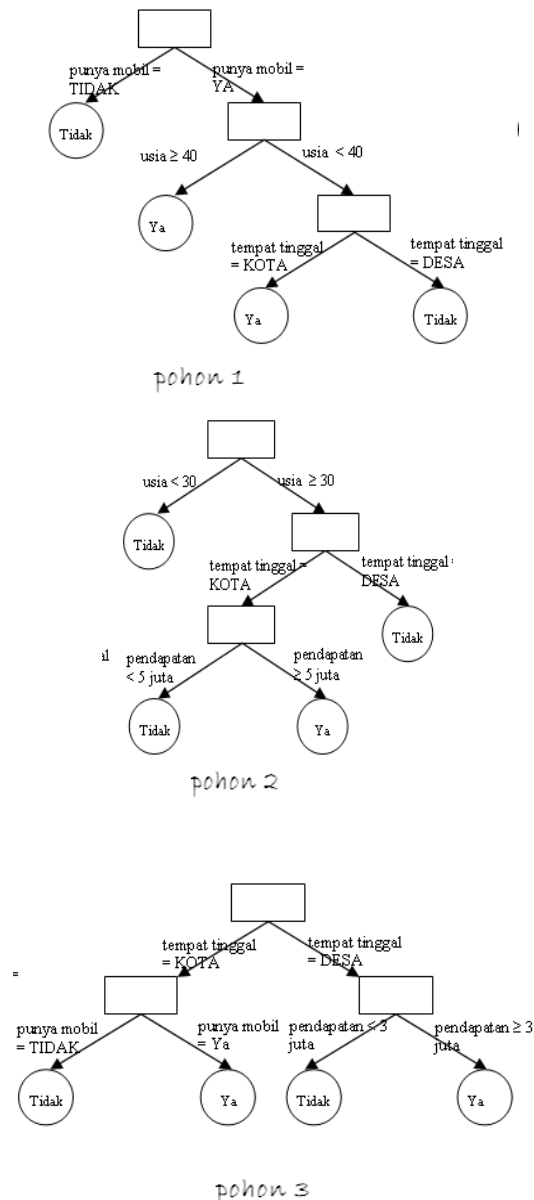 punya mobil =
TIDAK
punya mobil =
YA
Tidak
usia ≥ 40
usia < 40
Ya
tempat tinggal
= KOTA
tempat tinggal
= DESA
Ya
Tidak
pohon 1
usia < 30
usia ≥ 30
Tidak
tempat tinggal =
KOTA
tempat tinggal =
DESA
Tidak
al
pendapatan
< 5 juta
pendapatan
≥ 5 juta
Tidak
Ya
pohon 2
tempat tinggal
= KOTA
tempat tinggal
= DESA
=
punya mobil
= TIDAK
punya mobil
= Ya
pendapatan < 3
juta
pendapatan ≥ 3
juta
Tidak
Ya
Tidak
Ya
pohon 3